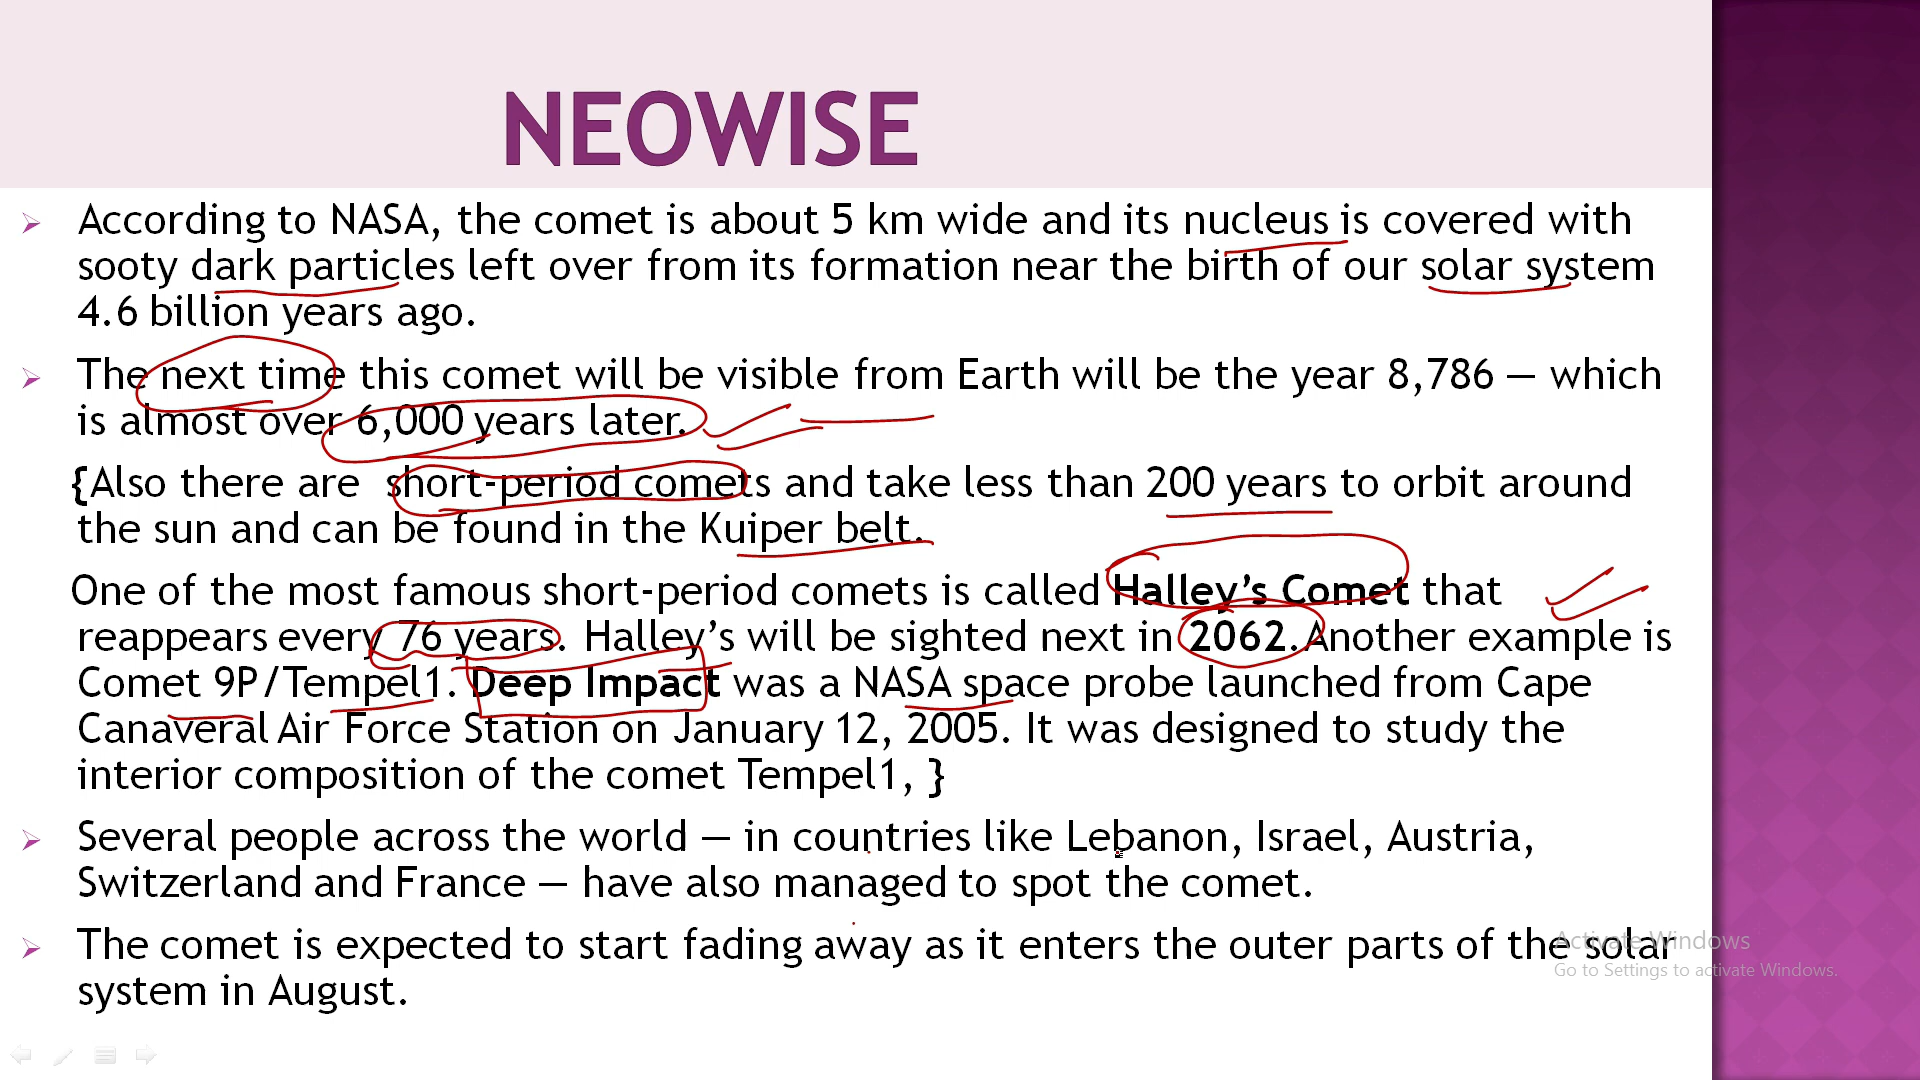 NEOWISE
According to NASA, the comet is about 5 km wide and its nucleus is covered with
sooty dark particles left over from its formation near the birth of our solar system
4.6 billion years ago.
The next time this comet will be visible from Earth will be the year 8,786 — which
is almost over 6,000 years later.
{Also there are short-period comets and take less than 200 years to orbit around
the sun and can be found in the Kuiper belt.
One of the most famous short-period comets is called Halley’s Comet that
reappears every 76 years. Halley’s will be sighted next in 2062.Another example is
Comet 9P/Tempel1. Deep Impact was a NASA space probe launched from Cape
Canaveral Air Force Station on January 12, 2005. It was designed to study the
interior composition of the comet Tempel1, }
Several people across the world — in countries like Lebanon, Israel, Austria,
Switzerland and France — have also managed to spot the comet.
The comet is expected to start fading away as it enters the outer parts of the solar
system in August.
Activate Windows
Go to Settings to activate Windows.